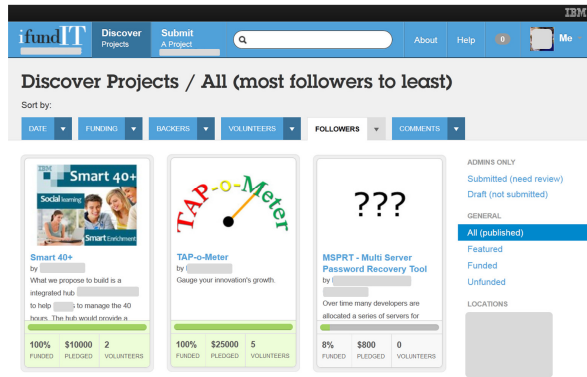 IBM
ifundIT
Discover
Projects
Submit
A Project
About
Help
0
Me
Discover Projects / All (most followers to least)
Sort by:
DATE
FUNDING
BACKERS
VOLUNTEERS
FOLLOWERS
COMMENTS
IBM
Smart 40+
Social learning
Smart Enrichment
Smart 40+
by
What we propose to build is a
integrated hub
to help s to manage the 40
hours. The hub would provide a
100%
FUNDED
$10000
PLEDGED
2
VOLUNTEERS
TAP-o-Meter
TAP-o-Meter
by (
Gauge your innovation's growth.
100%
FUNDED
$25000
PLEDGED
5
VOLUNTEERS
???
MSPRT - Multi Server
Password Recovery Tool
by (
Over time many developers are
allocated a series of servers for
8%
FUNDED
$800
PLEDGED
0
VOLUNTEERS
ADMINS ONLY
Submitted (need review)
Draft (not submitted)
GENERAL
All (published)
Featured
Funded
Unfunded
LOCATIONS